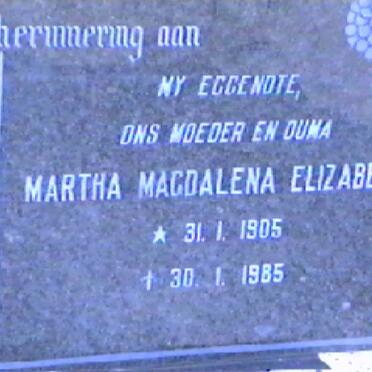 herinnering aan
MY EGGENOTE,
ONS MOEDER EN OUMA
MARTHA MAGDALENA ELIZABE
★ 31. 1. 1905
✝ 30. 1. 1985